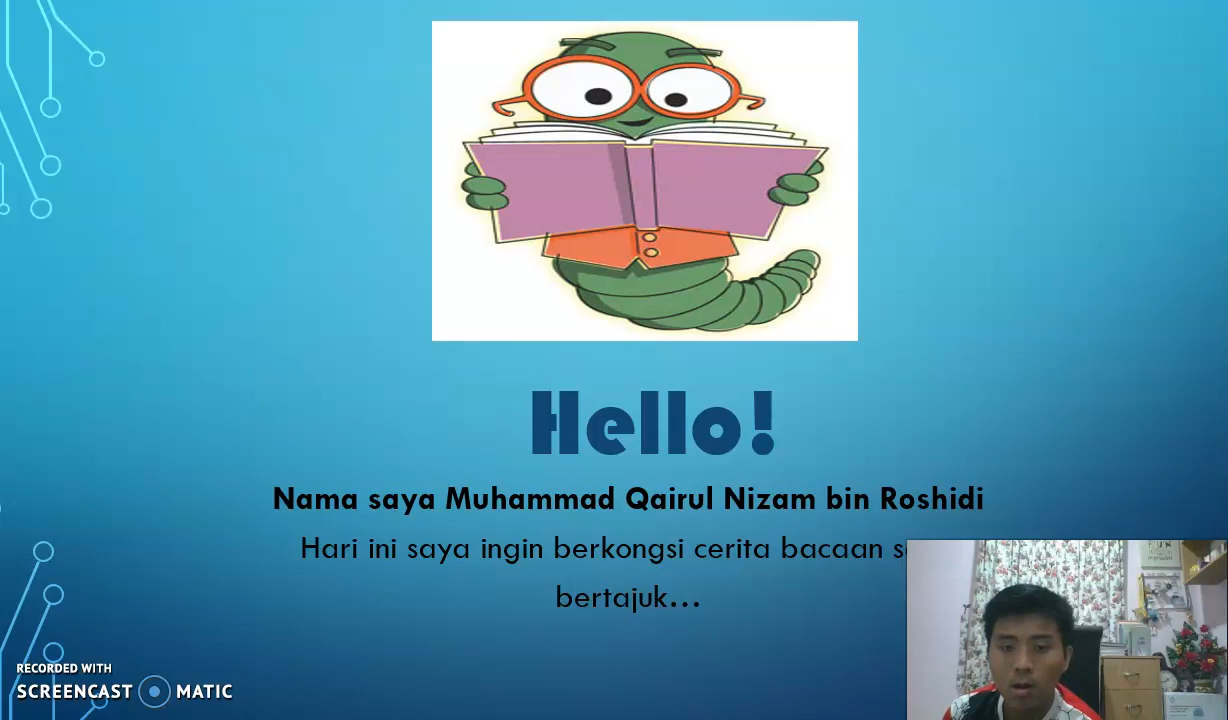 Hello!
Nama saya Muhammad Qairul Nizam bin Roshidi
Hari ini saya ingin berkongsi cerita bacaan
bertajuk...
RECORDED WITH
SCREENCAST MATIC